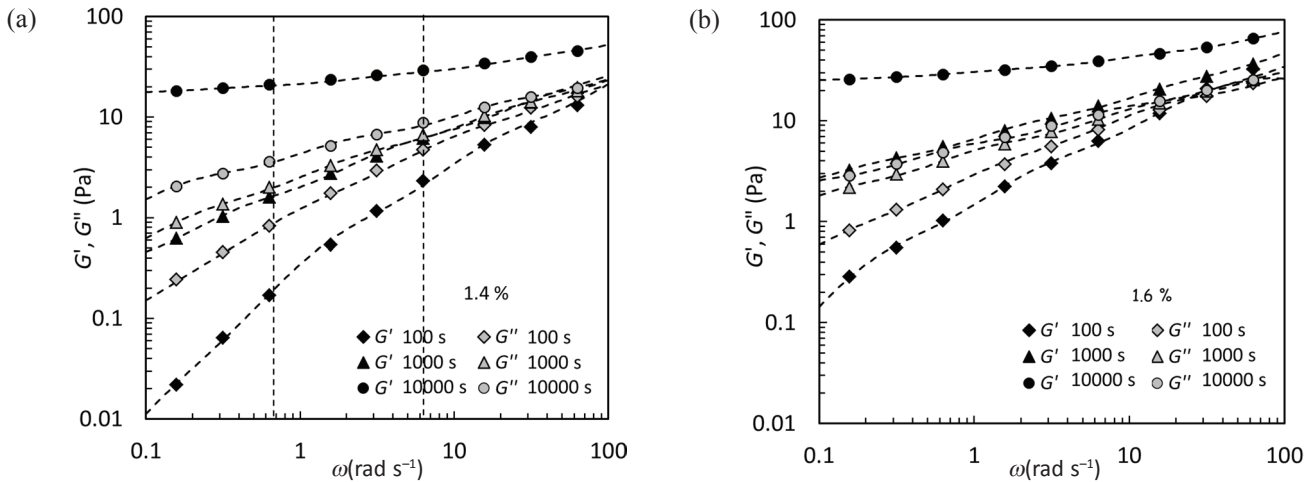 (a)
100
10
1
0.1
0.01
G', G'' (Pa)
1.4 %
G' 100 s G'' 100 s
G' 1000 s G'' 1000 s
G' 10000 s G'' 10000 s
0.1 1 10 100
ω(rad s⁻¹)
(b)
100
10
1
0.1
0.01
G', G'' (Pa)
1.6 %
G' 100 s G'' 100 s
G' 1000 s G'' 1000 s
G' 10000 s G'' 10000 s
0.1 1 10 100
ω(rad s⁻¹)